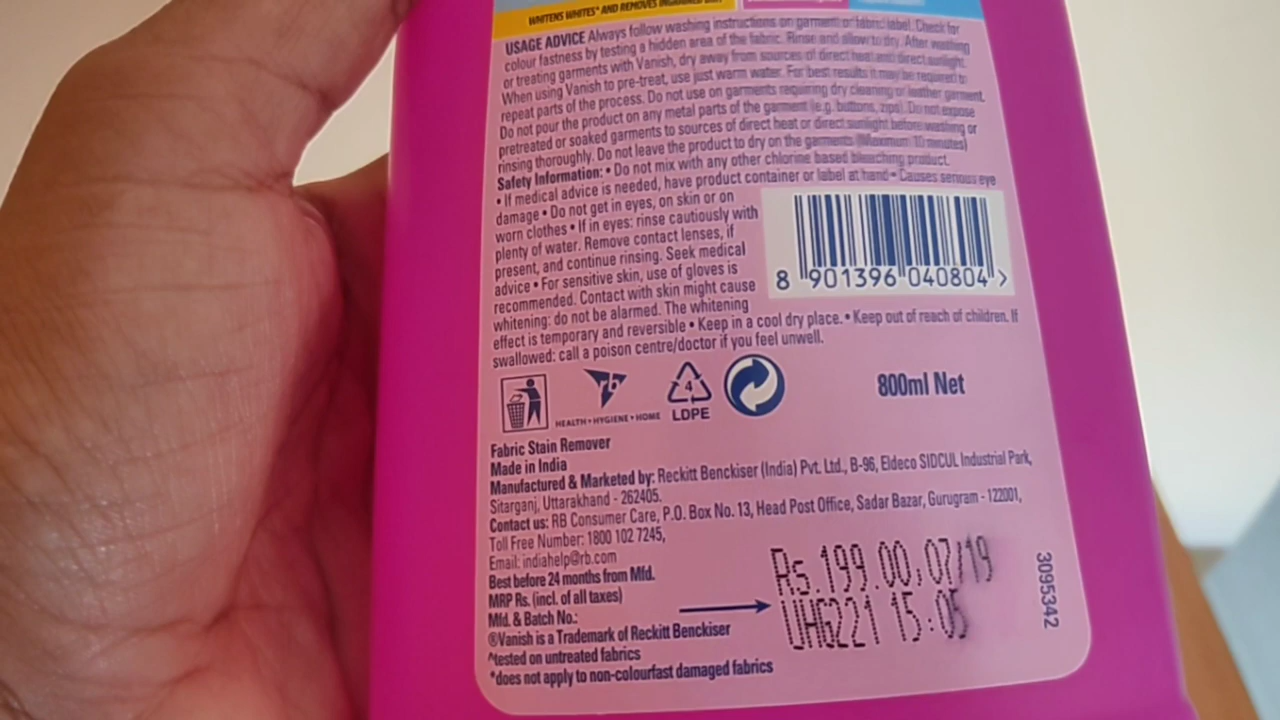 WHITENS WHITES* AND REMOVES INGRAINED DIRT
USAGE ADVICE Always follow washing instructions on garment or fabric label. Check for
colour fastness by testing a hidden area of the fabric. Rinse and allow to dry. After washing
or treating garments with Vanish, dry away from sources of direct heat and direct sunlight.
When using Vanish to pre-treat, use just warm water. For best results it may be required to
repeat parts of the process. Do not use on garments requiring dry cleaning or leather garment.
Do not pour the product on any metal parts of the garment (e.g. buttons, zips). Do not expose
pretreated or soaked garments to sources of direct heat or direct sunlight before washing or
rinsing thoroughly. Do not leave the product to dry on the garments (Maximum 10 minutes)
Safety Information: • Do not mix with any other chlorine based bleaching product.
• If medical advice is needed, have product container or label at hand • Causes serious eye
damage • Do not get in eyes, on skin or on
worn clothes • If in eyes: rinse cautiously with
plenty of water. Remove contact lenses, if
present, and continue rinsing. Seek medical
advice • For sensitive skin, use of gloves is
recommended. Contact with skin might cause
whitening: do not be alarmed. The whitening
effect is temporary and reversible • Keep in a cool dry place. • Keep out of reach of children. If
swallowed: call a poison centre/doctor if you feel unwell.
8 901396 040804 >
rb
HEALTH • HYGIENE • HOME
4
LDPE
800ml Net
Fabric Stain Remover
Made in India
Manufactured & Marketed by: Reckitt Benckiser (India) Pvt. Ltd., B-96, Eldeco SIDCUL Industrial Park,
Sitarganj, Uttarakhand - 262405.
Contact us: RB Consumer Care, P.O. Box No. 13, Head Post Office, Sadar Bazar, Gurugram - 122001,
Toll Free Number: 1800 102 7245,
Email: indiahelp@rb.com
Best before 24 months from Mfd.
MRP Rs. (incl. of all taxes)
Mfd. & Batch No.:
Rs.199.00,07/19
UHG221 15:05
3095342
®Vanish is a Trademark of Reckitt Benckiser
^tested on untreated fabrics
*does not apply to non-colourfast damaged fabrics